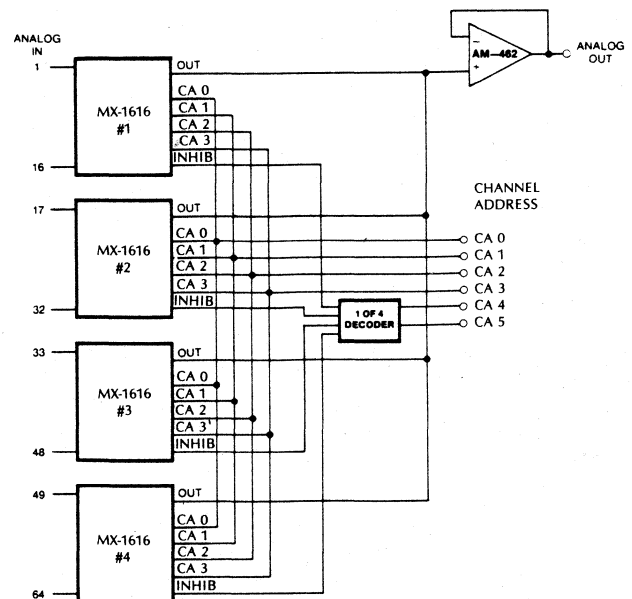 ANALOG
IN
1
16
MX-1616
#1
OUT
CA 0
CA 1
CA 2
CA 3
INHIB
AM-462
−
+
ANALOG
OUT
17
32
MX-1616
#2
OUT
CA 0
CA 1
CA 2
CA 3
INHIB
CHANNEL
ADDRESS
CA 0
CA 1
CA 2
CA 3
CA 4
CA 5
1 OF 4
DECODER
33
48
MX-1616
#3
OUT
CA 0
CA 1
CA 2
CA 3
INHIB
49
64
MX-1616
#4
OUT
CA 0
CA 1
CA 2
CA 3
INHIB